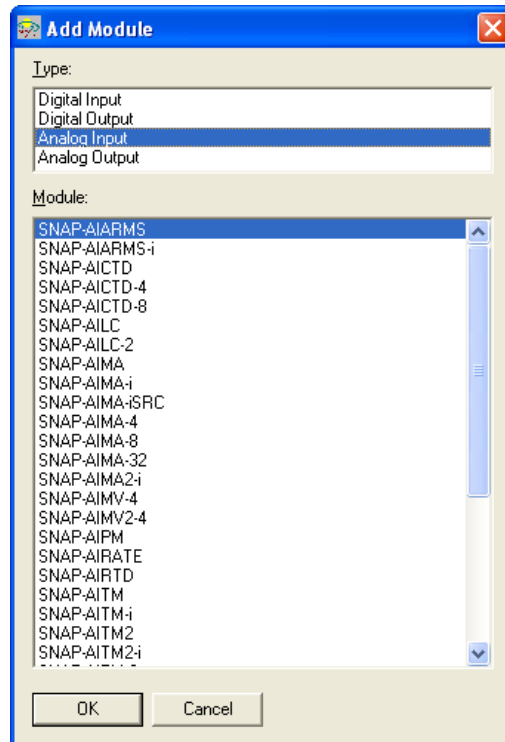 Add Module
Type:
Digital Input
Digital Output
Analog Input
Analog Output
Module:
SNAP-AIARMS
SNAP-AIARMS-i
SNAP-AICTD
SNAP-AICTD-4
SNAP-AICTD-8
SNAP-AILC
SNAP-AILC-2
SNAP-AIMA
SNAP-AIMA-i
SNAP-AIMA-iSRC
SNAP-AIMA-4
SNAP-AIMA-8
SNAP-AIMA-32
SNAP-AIMA2-i
SNAP-AIMV-4
SNAP-AIMV2-4
SNAP-AIPM
SNAP-AIRATE
SNAP-AIRTD
SNAP-AITM
SNAP-AITM-i
SNAP-AITM2
SNAP-AITM2-i
OK
Cancel